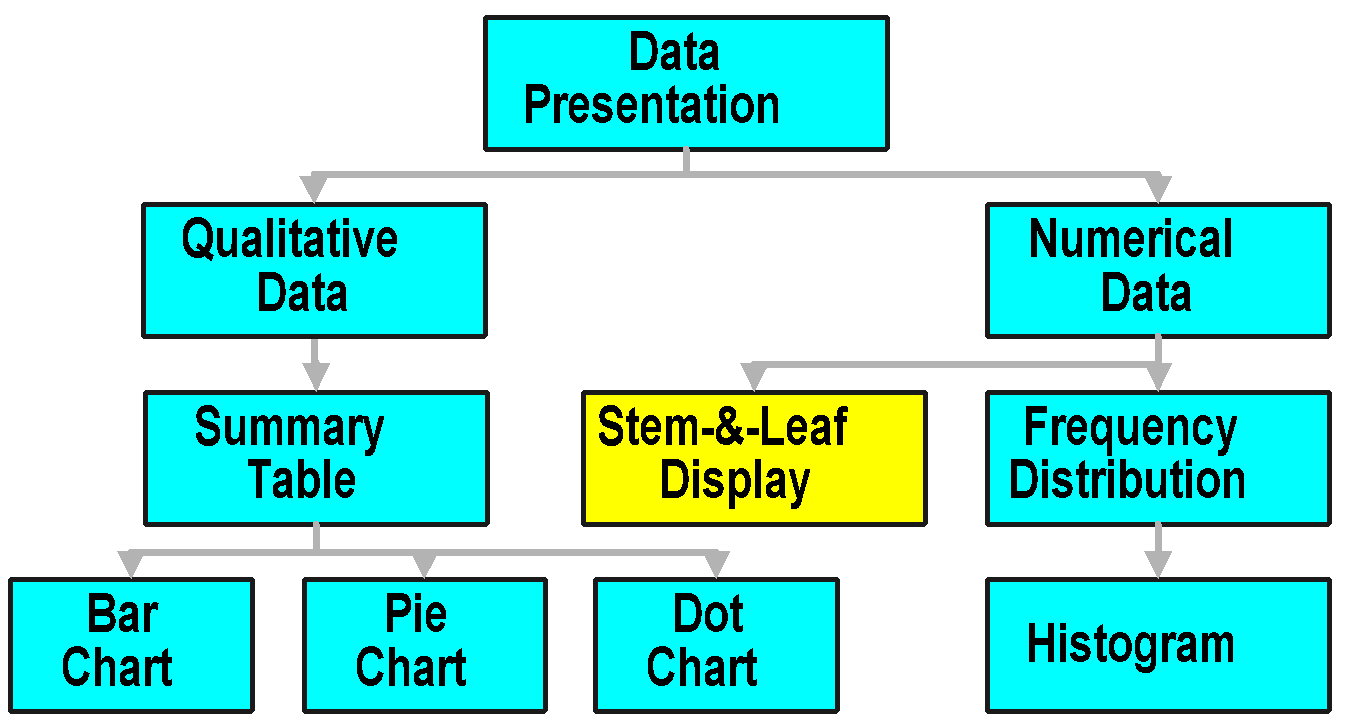 Data
Presentation
Qualitative
Data
Numerical
Data
Summary
Table
Stem-&-Leaf
Display
Frequency
Distribution
Bar
Chart
Pie
Chart
Dot
Chart
Histogram